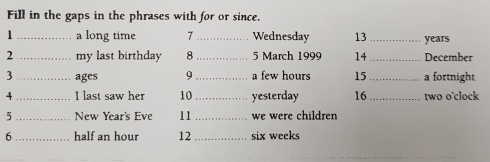 Fill in the gaps in the phrases with for or since.
1 .............. a long time
2 .............. my last birthday
3 .............. ages
4 .............. I last saw her
5 .............. New Year's Eve
6 .............. half an hour
7 .............. Wednesday
8 .............. 5 March 1999
9 .............. a few hours
10 .............. yesterday
11 .............. we were children
12 .............. six weeks
13 .............. years
14 .............. December
15 .............. a fortnight
16 .............. two o'clock